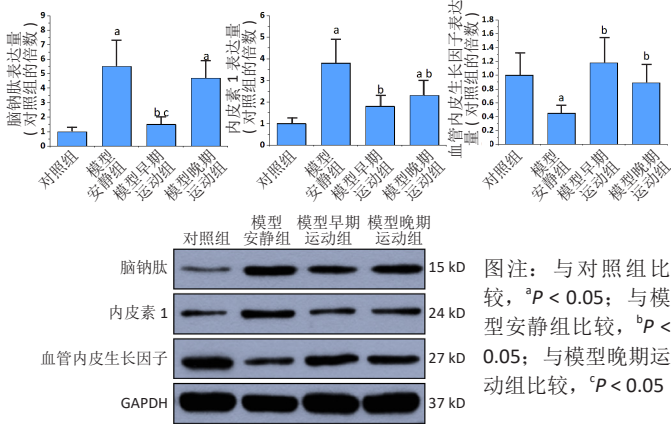 脑钠肽表达量
(对照组的倍数)
9
8
7
6
5
4
3
2
1
0
a
b c
a
对照组
模型
安静组
模型早期
运动组
模型晚期
运动组
内皮素 1 表达量
(对照组的倍数)
6
5
4
3
2
1
0
a
b
a b
对照组
模型
安静组
模型早期
运动组
模型晚期
运动组
血管内皮生长因子表达
量(对照组的倍数)
1.8
1.6
1.4
1.2
1.0
0.8
0.6
0.4
0.2
0
a
b
b
对照组
模型
安静组
模型早期
运动组
模型晚期
运动组
对照组
模型
安静组
模型早期
运动组
模型晚期
运动组
脑钠肽
15 kD
内皮素 1
24 kD
血管内皮生长因子
27 kD
GAPDH
37 kD
图注：与对照组比
较，ᵃP < 0.05；与模
型安静组比较，ᵇP <
0.05；与模型晚期运
动组比较，ᶜP < 0.05